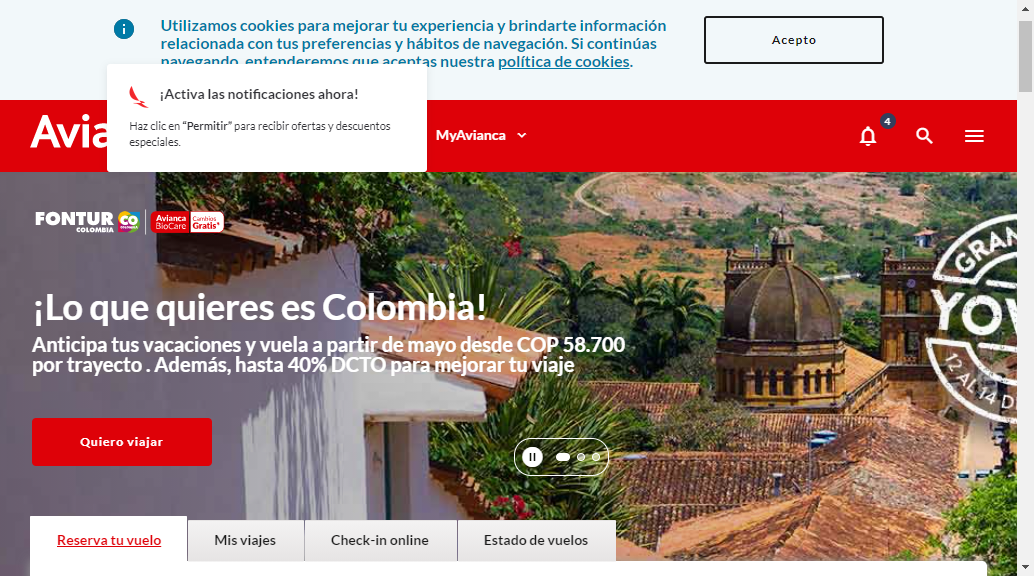 Utilizamos cookies para mejorar tu experiencia y brindarte información
relacionada con tus preferencias y hábitos de navegación. Si continúas
navegando, entenderemos que aceptas nuestra política de cookies.
Acepto
¡Activa las notificaciones ahora!
Haz clic en “Permitir” para recibir ofertas y descuentos
especiales.
Avia
MyAvianca
4
FONTUR
COLOMBIA
CO
Avianca
BioCare
Cambios
Gratis*
¡Lo que quieres es Colombia!
Anticipa tus vacaciones y vuela a partir de mayo desde COP 58.700
por trayecto . Además, hasta 40% DCTO para mejorar tu viaje
GRAN
YOV
12 AL 14 DE
Quiero viajar
Reserva tu vuelo
Mis viajes
Check-in online
Estado de vuelos